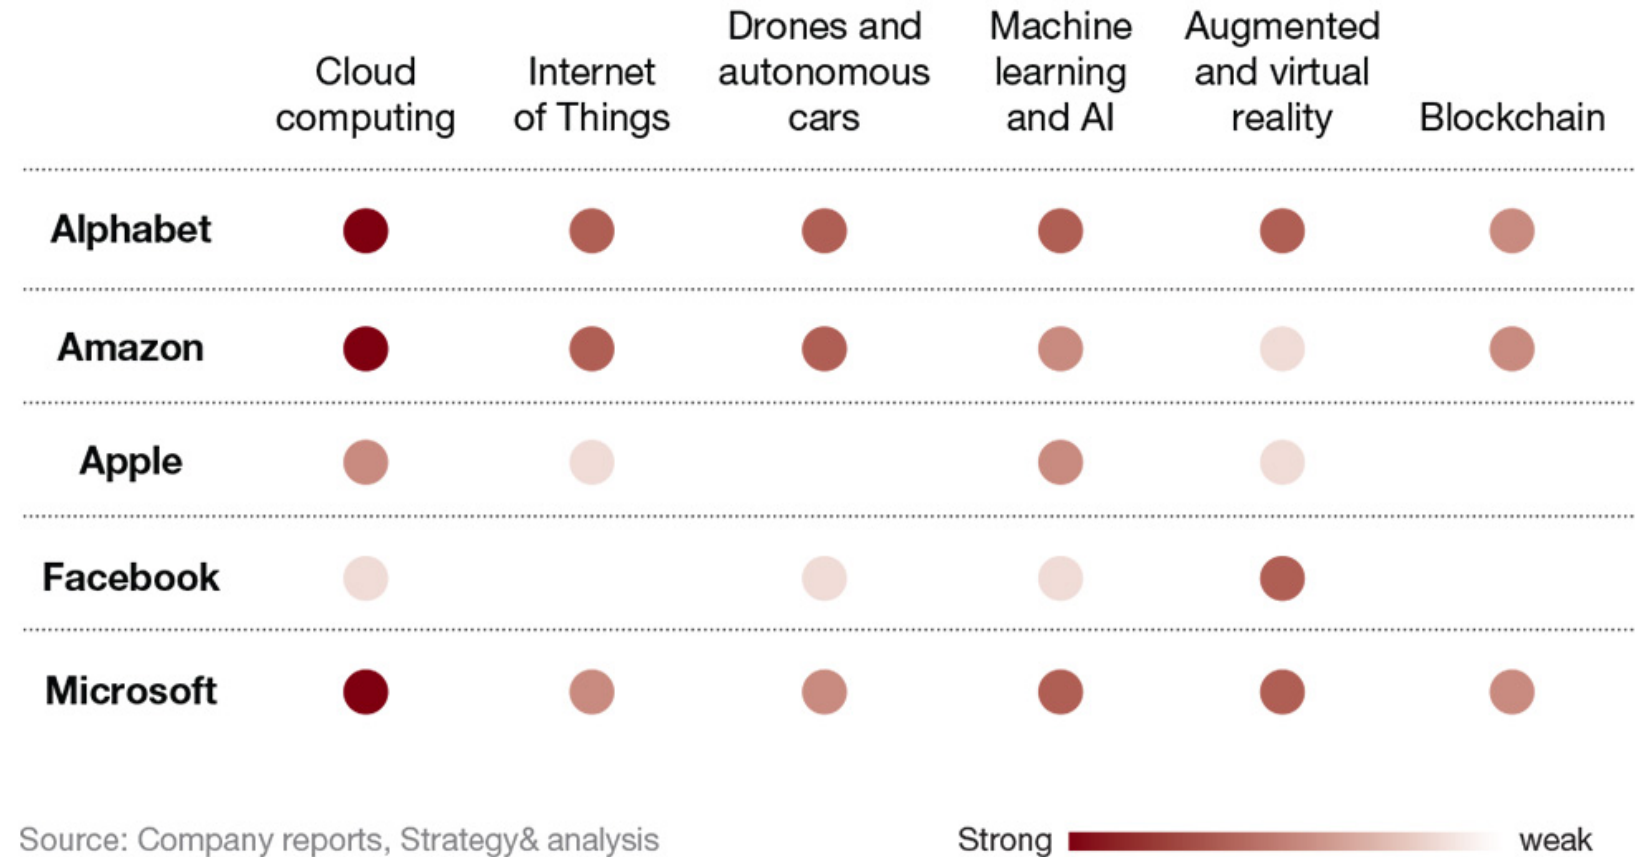 Cloud computing
Internet of Things
Drones and autonomous cars
Machine learning and AI
Augmented and virtual reality
Blockchain
Alphabet
Amazon
Apple
Facebook
Microsoft
Source: Company reports, Strategy& analysis
Strong
weak